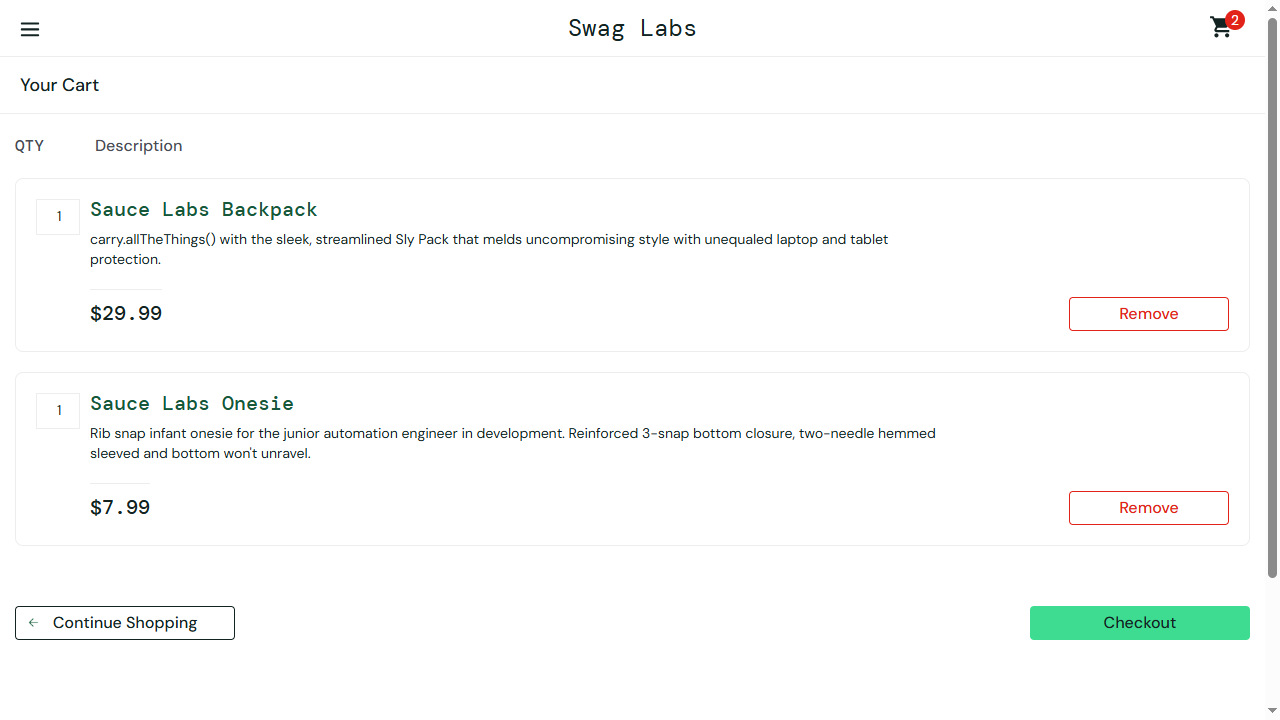 Swag Labs
2
Your Cart
QTY Description
1
Sauce Labs Backpack
carry.allTheThings() with the sleek, streamlined Sly Pack that melds uncompromising style with unequaled laptop and tablet
protection.
$29.99
Remove
1
Sauce Labs Onesie
Rib snap infant onesie for the junior automation engineer in development. Reinforced 3-snap bottom closure, two-needle hemmed
sleeved and bottom won't unravel.
$7.99
Remove
Continue Shopping
Checkout